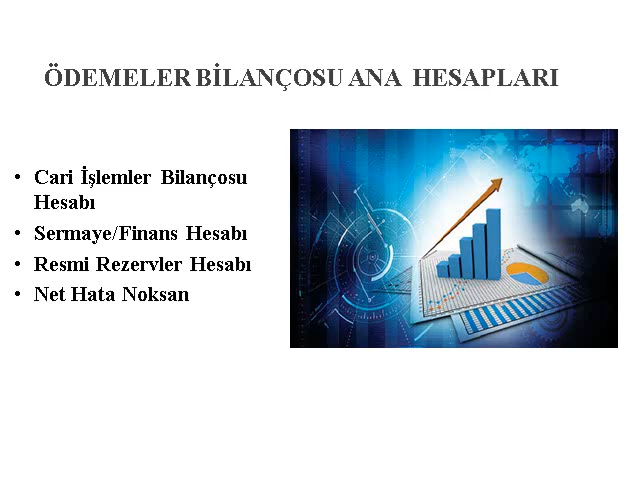 ÖDEMELER BİLANÇOSU ANA HESAPLARI
• Cari İşlemler Bilançosu
Hesabı
• Sermaye/Finans Hesabı
• Resmi Rezervler Hesabı
• Net Hata Noksan